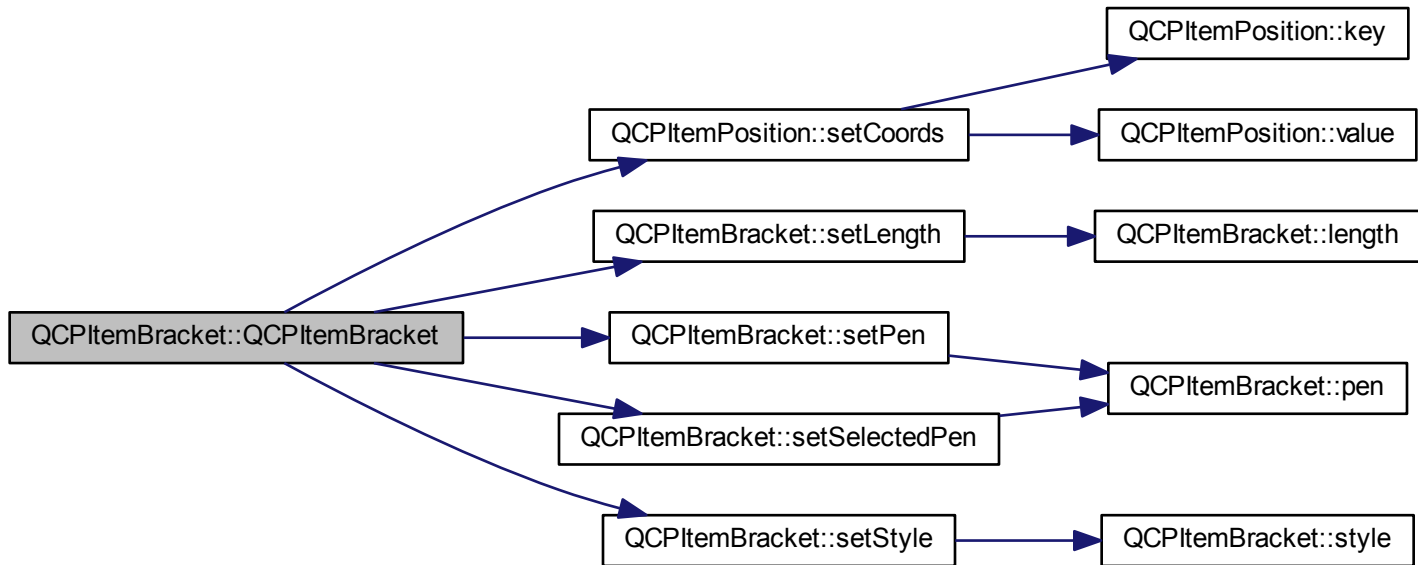 QCPItemPosition::key
QCPItemPosition::setCoords
QCPItemPosition::value
QCPItemBracket::setLength
QCPItemBracket::length
QCPItemBracket::QCPItemBracket
QCPItemBracket::setPen
QCPItemBracket::pen
QCPItemBracket::setSelectedPen
QCPItemBracket::setStyle
QCPItemBracket::style